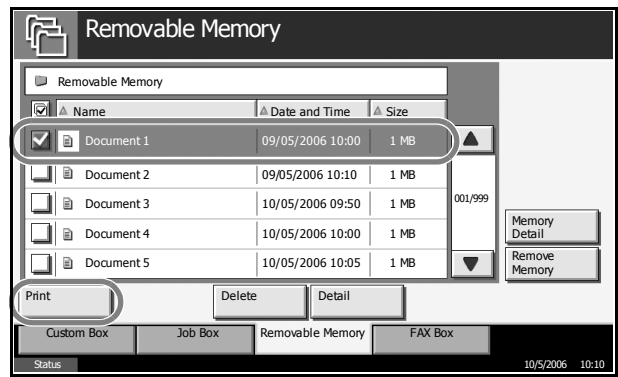 Removable Memory
Removable Memory
Name Date and Time Size
Document 1 09/05/2006 10:00 1 MB
Document 2 09/05/2006 10:10 1 MB
Document 3 10/05/2006 09:50 1 MB
Document 4 10/05/2006 10:00 1 MB
Document 5 10/05/2006 10:05 1 MB
001/999
Memory
Detail
Remove
Memory
Print Delete Detail
Custom Box Job Box Removable Memory FAX Box
Status 10/5/2006 10:10